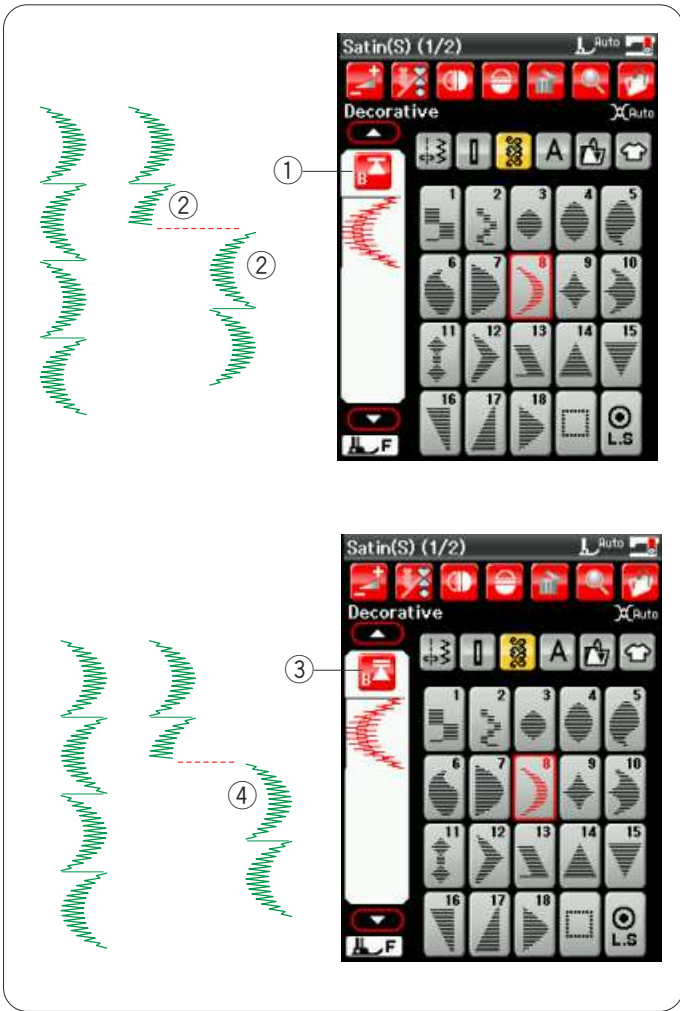 Satin(S) (1/2) Auto
Decorative Auto
① B
② 
②
1 2 3 4 5
6 7 8 9 10
11 12 13 14 15
16 17 18 L.S
F
Satin(S) (1/2) Auto
Decorative Auto
③ B
④
1 2 3 4 5
6 7 8 9 10
11 12 13 14 15
16 17 18 L.S
F